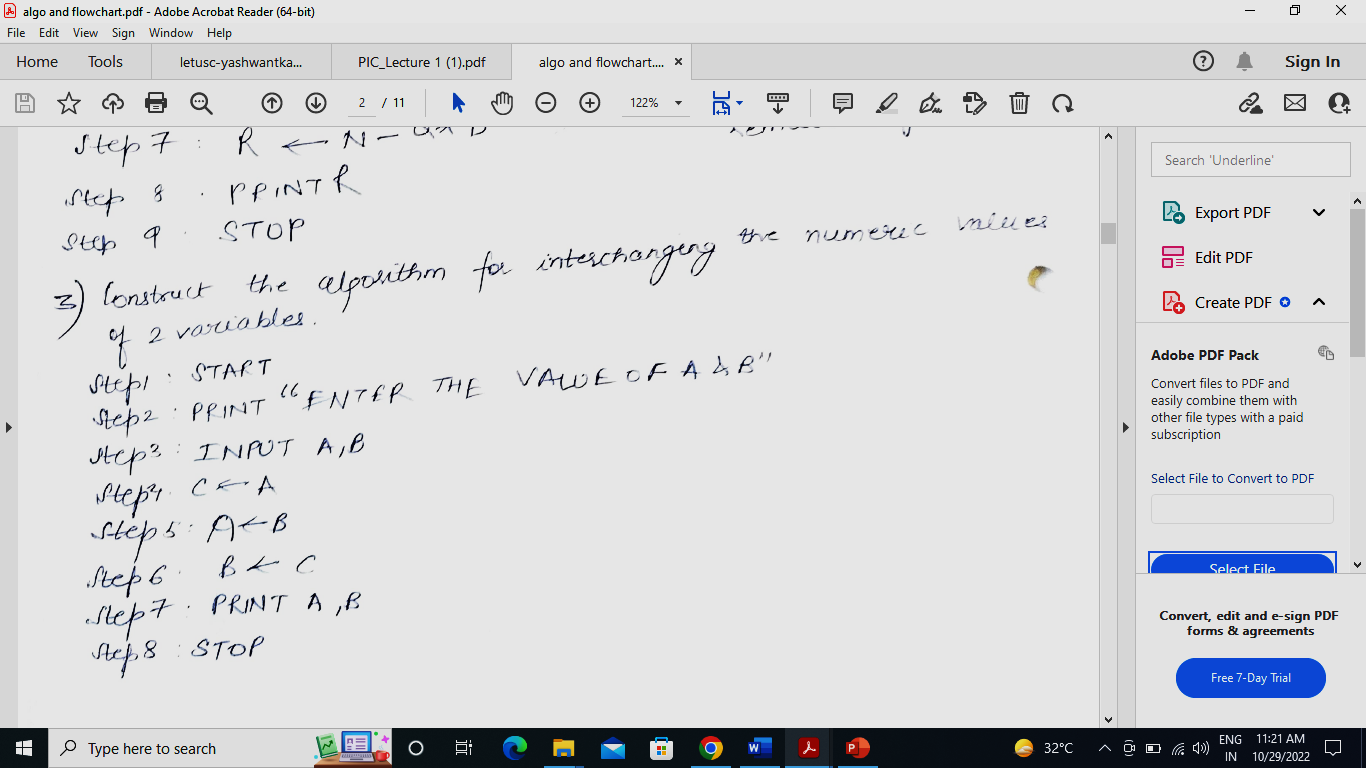 algo and flowchart.pdf - Adobe Acrobat Reader (64-bit)
File Edit View Sign Window Help
Home Tools letusc-yashwantka... PIC_Lecture 1 (1).pdf algo and flowchart.... × Sign In
2 / 11 122%
Step 7 : R ← N -
Step 8 . PRINT R
Step 9 . STOP
3) Construct the algorithm for interchanging the numeric values
of 2 variables.
Step1 : START
Step2 : PRINT "ENTER THE VALUE OF A & B"
Step3 : INPUT A,B
Step4 . C ← A
Step5 : A ← B
Step6 . B ← C
Step7 . PRINT A ,B
Step8 : STOP
Search 'Underline'
Export PDF
Edit PDF
Create PDF
Adobe PDF Pack
Convert files to PDF and
easily combine them with
other file types with a paid
subscription
Select File to Convert to PDF
Select File
Convert, edit and e-sign PDF
forms & agreements
Free 7-Day Trial
Type here to search
32°C
ENG
IN
11:21 AM
10/29/2022